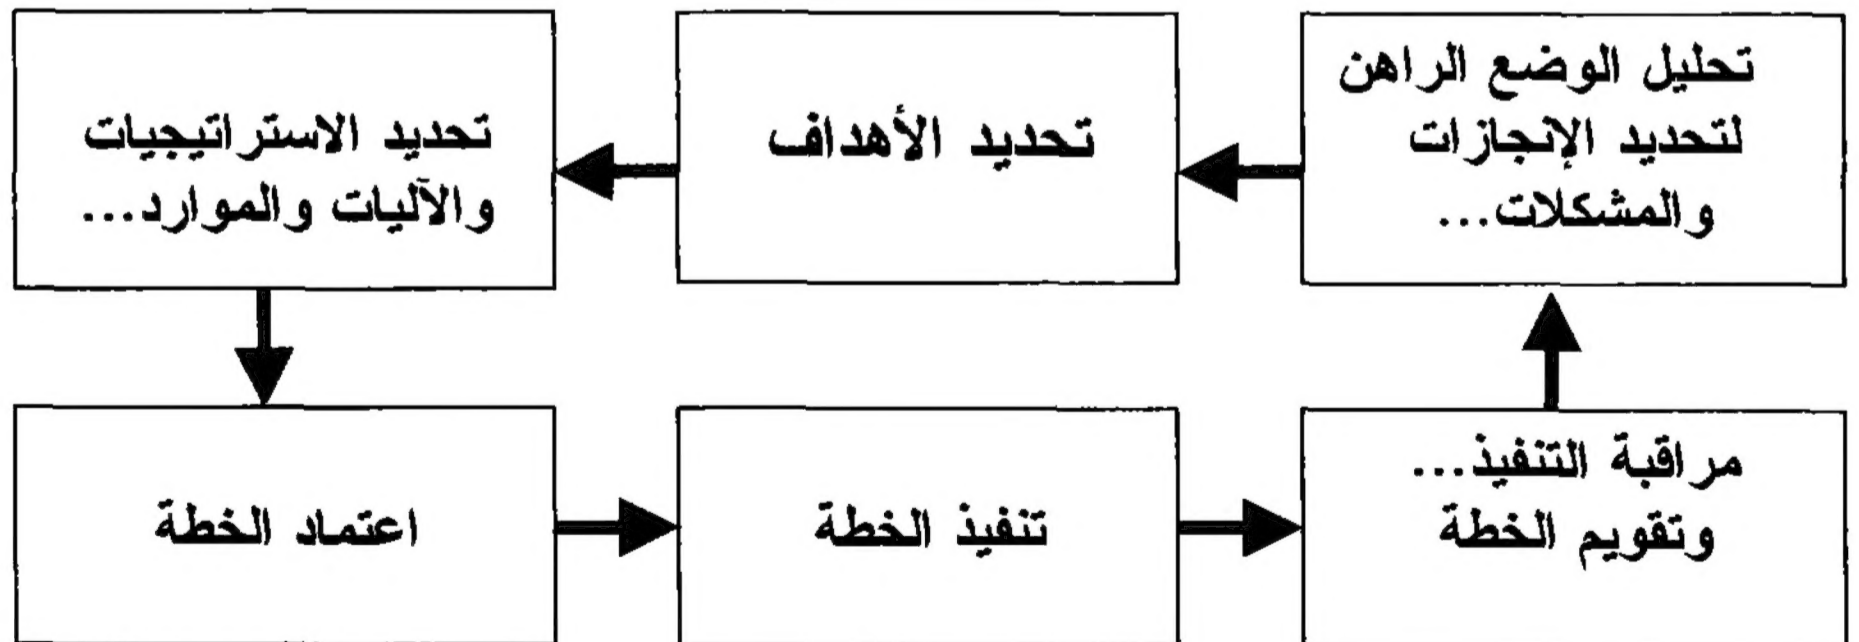 تحليل الوضع الراهن
لتحديد الإنجازات
والمشكلات...
تحديد الأهداف
تحديد الاستراتيجيات
والآليات والموارد...
اعتماد الخطة
تنفيذ الخطة
مراقبة التنفيذ...
وتقويم الخطة